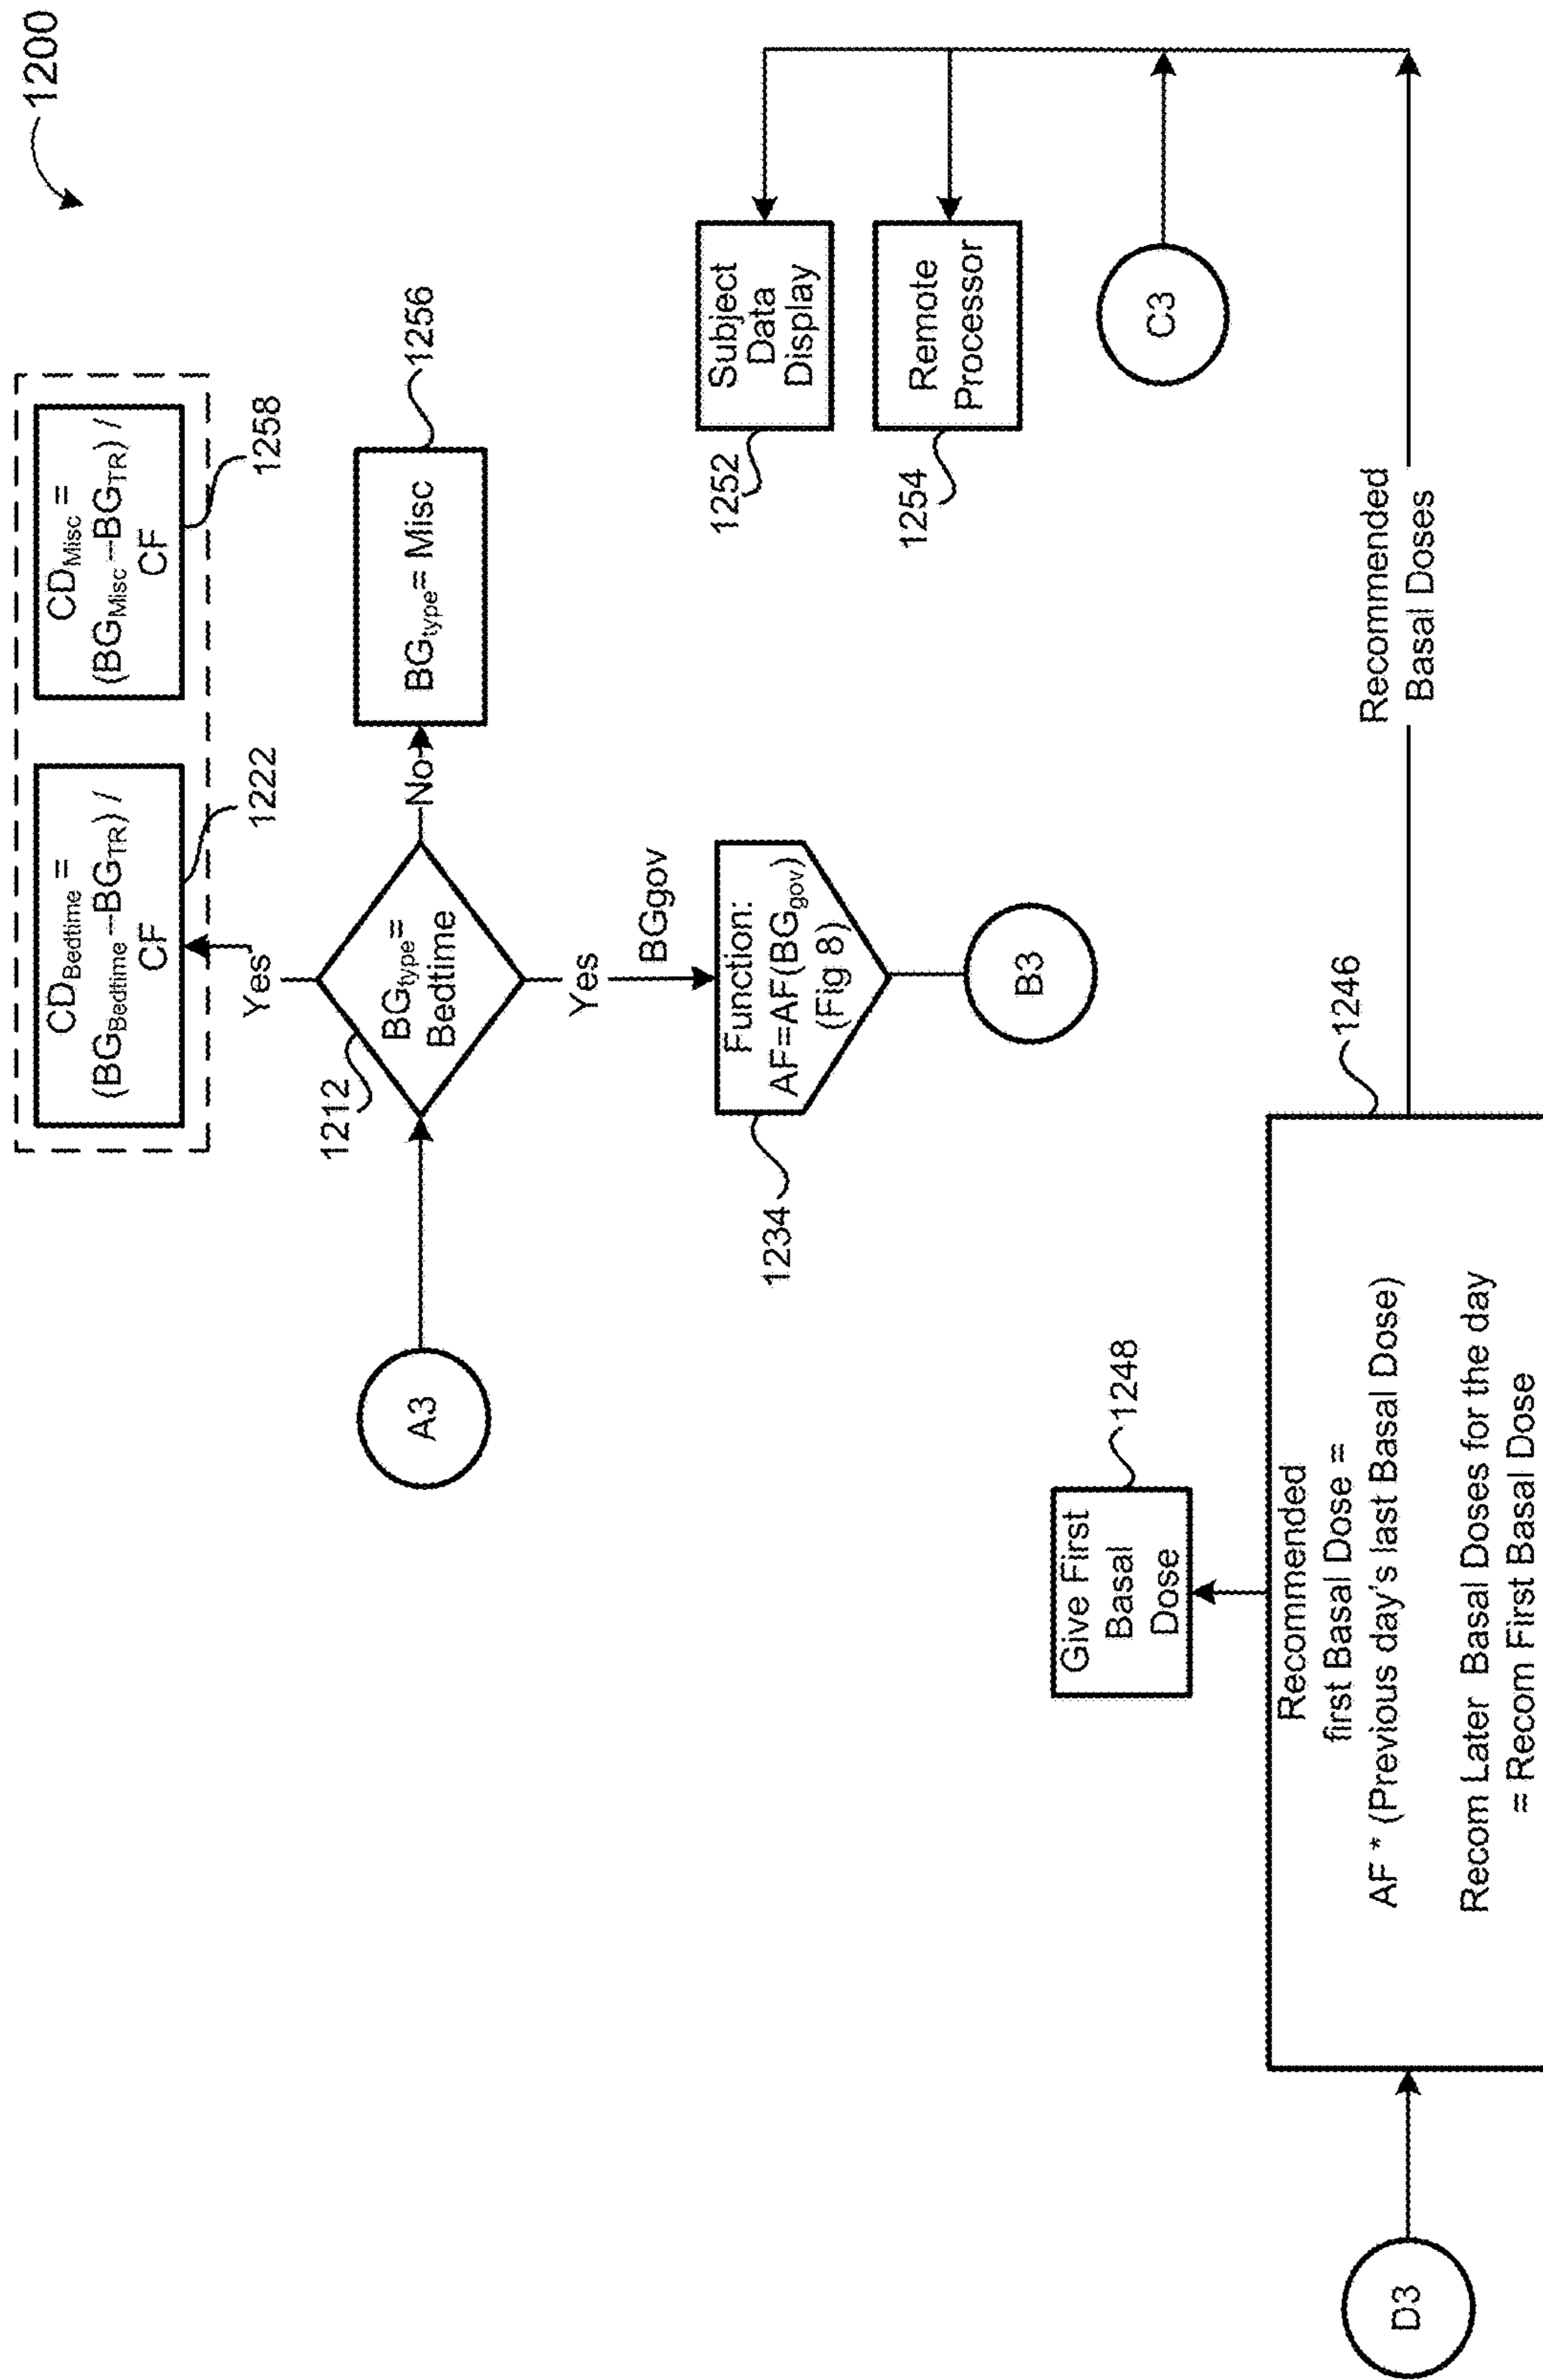 1200
CD_Bedtime =
(BG_Bedtime–BG_TR) /
CF
1222
CD_Misc =
(BG_Misc–BG_TR) /
CF
1258
Yes
A3
1212
BG_type=
Bedtime
No
BG_type= Misc
1256
Yes
BGgov
Function:
AF=AF(BG_gov)
(Fig 8)
1234
B3
Subject
Data
Display
1252
Remote
Processor
1254
C3
Give First
Basal
Dose
1248
D3
Recommended
first Basal Dose =
AF * (Previous day's last Basal Dose)
Recom Later Basal Doses for the day
= Recom First Basal Dose
1246
Recommended
Basal Doses